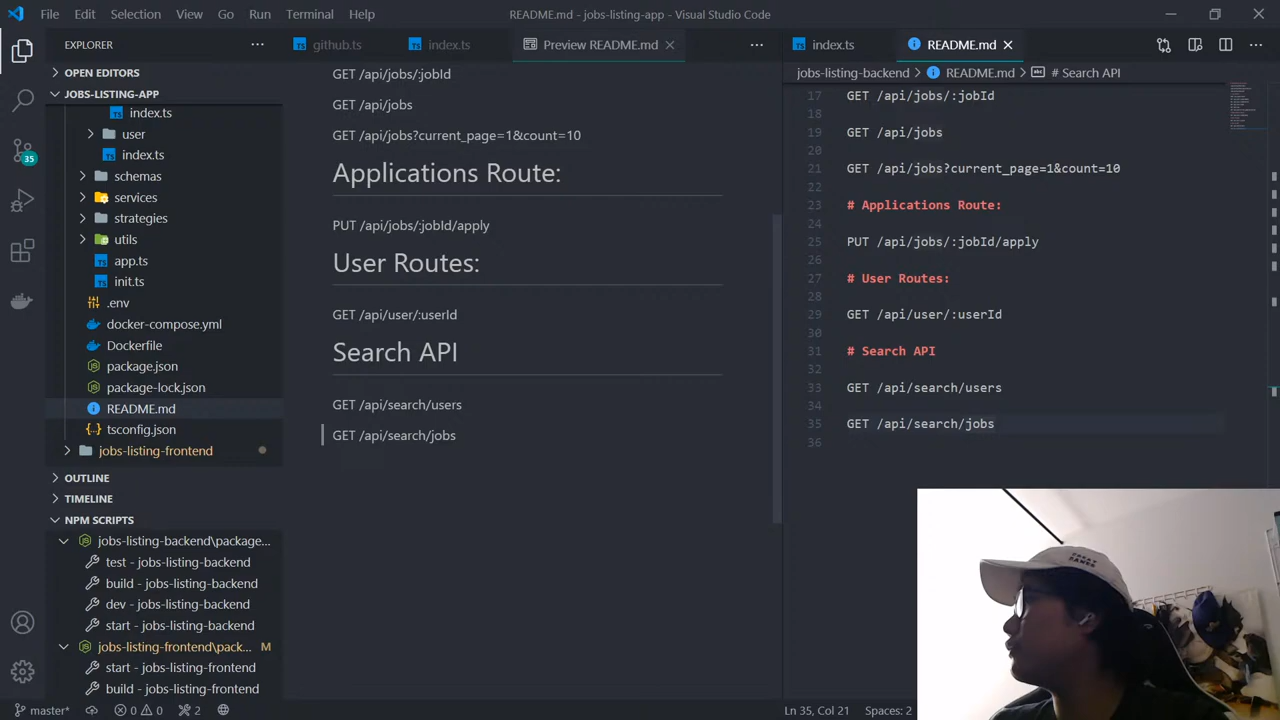 File Edit Selection View Go Run Terminal Help README.md - jobs-listing-app - Visual Studio Code
EXPLORER
OPEN EDITORS
JOBS-LISTING-APP
index.ts
user
index.ts
schemas
services
strategies
utils
app.ts
init.ts
.env
docker-compose.yml
Dockerfile
package.json
package-lock.json
README.md
tsconfig.json
jobs-listing-frontend
OUTLINE
TIMELINE
NPM SCRIPTS
jobs-listing-backend\package...
test - jobs-listing-backend
build - jobs-listing-backend
dev - jobs-listing-backend
start - jobs-listing-backend
jobs-listing-frontend\pack... M
start - jobs-listing-frontend
build - jobs-listing-frontend
35
github.ts index.ts Preview README.md
GET /api/jobs/:jobId
GET /api/jobs
GET /api/jobs?current_page=1&count=10
Applications Route:
PUT /api/jobs/:jobId/apply
User Routes:
GET /api/user/:userId
Search API
GET /api/search/users
GET /api/search/jobs
index.ts README.md
jobs-listing-backend > README.md > # Search API
17 GET /api/jobs/:jobId
18
19 GET /api/jobs
20
21 GET /api/jobs?current_page=1&count=10
22
23 # Applications Route:
24
25 PUT /api/jobs/:jobId/apply
26
27 # User Routes:
28
29 GET /api/user/:userId
30
31 # Search API
32
33 GET /api/search/users
34
35 GET /api/search/jobs
36
master* 0 0 2 Ln 35, Col 21 Spaces: 2